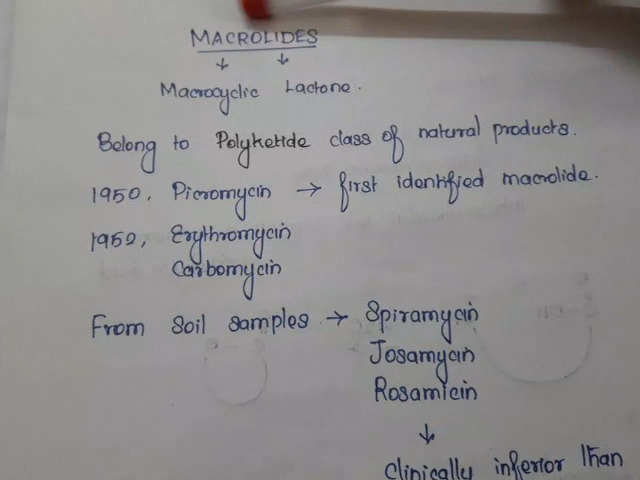 MACROLIDES
↓ ↓
Macrocyclic Lactone.
Belong to Polyketide class of natural products.
1950, Picromycin → first identified macrolide.
1952, Erythromycin
Carbomycin
From Soil samples → Spiramycin
Josamycin
Rosamicin
↓
Clinically inferior than